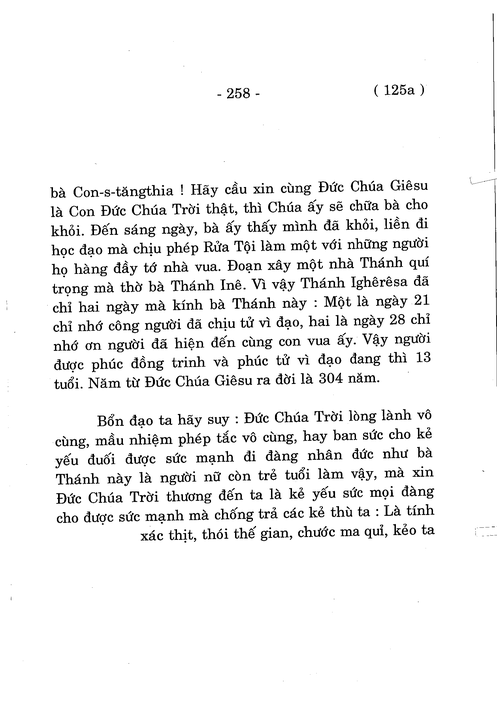 - 258 -
( 125a )
bà Con-s-tăngthia ! Hãy cầu xin cùng Đức Chúa Giêsu
là Con Đức Chúa Trời thật, thì Chúa ấy sẽ chữa bà cho
khỏi. Đến sáng ngày, bà ấy thấy mình đã khỏi, liền đi
học đạo mà chịu phép Rửa Tội làm một với những người
họ hàng đầy tớ nhà vua. Đoạn xây một nhà Thánh quí
trọng mà thờ bà Thánh Inê. Vì vậy Thánh Ighêrêsa đã
chỉ hai ngày mà kính bà Thánh này : Một là ngày 21
chỉ nhớ công người đã chịu tử vì đạo, hai là ngày 28 chỉ
nhớ ơn người đã hiện đến cùng con vua ấy. Vậy người
được phúc đồng trinh và phúc tử vì đạo đang thì 13
tuổi. Năm từ Đức Chúa Giêsu ra đời là 304 năm.
Bổn đạo ta hãy suy : Đức Chúa Trời lòng lành vô
cùng, mầu nhiệm phép tắc vô cùng, hay ban sức cho kẻ
yếu đuối được sức mạnh đi đàng nhân đức như bà
Thánh này là người nữ còn trẻ tuổi làm vậy, mà xin
Đức Chúa Trời thương đến ta là kẻ yếu sức mọi đàng
cho được sức mạnh mà chống trả các kẻ thù ta : Là tính
xác thịt, thói thế gian, chước ma quỉ, kẻo ta